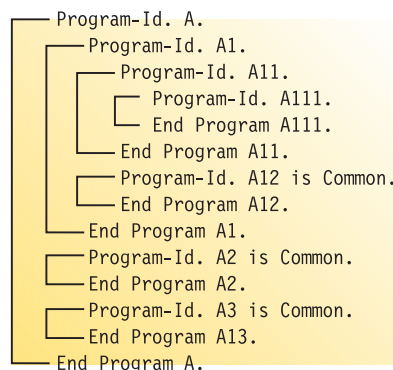 Program-Id. A.
Program-Id. A1.
Program-Id. A11.
Program-Id. A111.
End Program A111.
End Program A11.
Program-Id. A12 is Common.
End Program A12.
End Program A1.
Program-Id. A2 is Common.
End Program A2.
Program-Id. A3 is Common.
End Program A13.
End Program A.